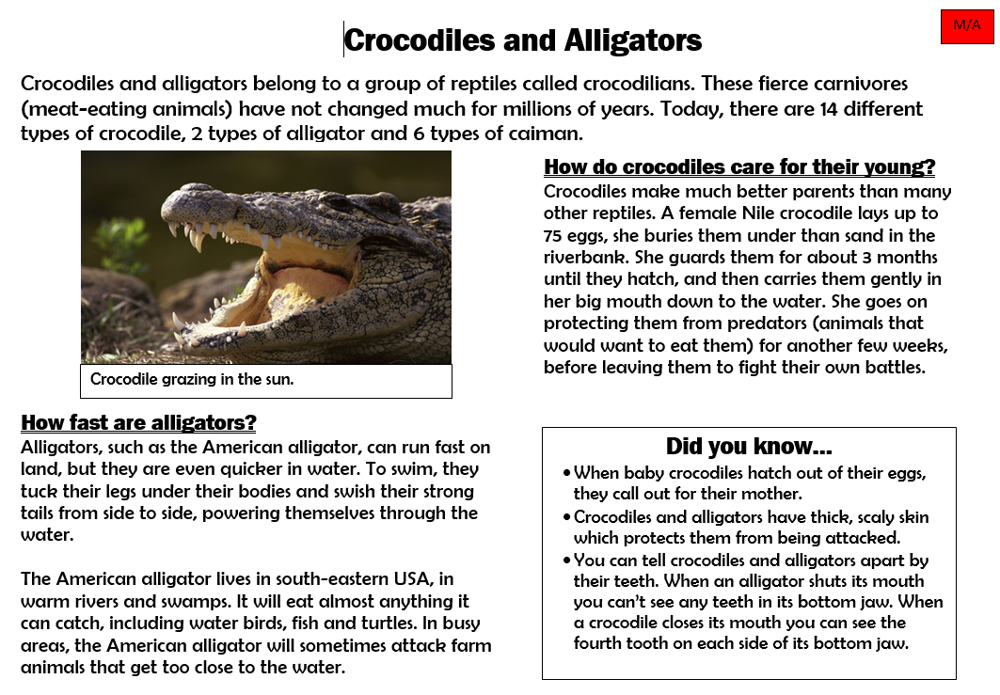 M/A
Crocodiles and Alligators
Crocodiles and alligators belong to a group of reptiles called crocodilians. These fierce carnivores
(meat-eating animals) have not changed much for millions of years. Today, there are 14 different
types of crocodile, 2 types of alligator and 6 types of caiman.
Crocodile grazing in the sun.
How fast are alligators?
Alligators, such as the American alligator, can run fast on
land, but they are even quicker in water. To swim, they
tuck their legs under their bodies and swish their strong
tails from side to side, powering themselves through the
water.
The American alligator lives in south-eastern USA, in
warm rivers and swamps. It will eat almost anything it
can catch, including water birds, fish and turtles. In busy
areas, the American alligator will sometimes attack farm
animals that get too close to the water.
How do crocodiles care for their young?
Crocodiles make much better parents than many
other reptiles. A female Nile crocodile lays up to
75 eggs, she buries them under than sand in the
riverbank. She guards them for about 3 months
until they hatch, and then carries them gently in
her big mouth down to the water. She goes on
protecting them from predators (animals that
would want to eat them) for another few weeks,
before leaving them to fight their own battles.
Did you know...
• When baby crocodiles hatch out of their eggs,
they call out for their mother.
• Crocodiles and alligators have thick, scaly skin
which protects them from being attacked.
• You can tell crocodiles and alligators apart by
their teeth. When an alligator shuts its mouth
you can't see any teeth in its bottom jaw. When
a crocodile closes its mouth you can see the
fourth tooth on each side of its bottom jaw.